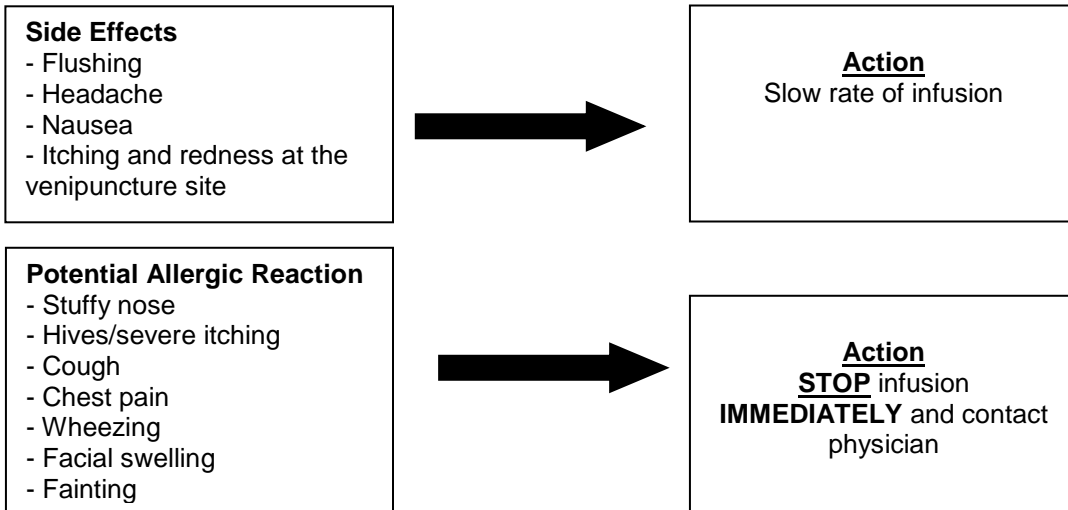 Side Effects
- Flushing
- Headache
- Nausea
- Itching and redness at the
venipuncture site
Action
Slow rate of infusion
Potential Allergic Reaction
- Stuffy nose
- Hives/severe itching
- Cough
- Chest pain
- Wheezing
- Facial swelling
- Fainting
Action
STOP infusion
IMMEDIATELY and contact
physician